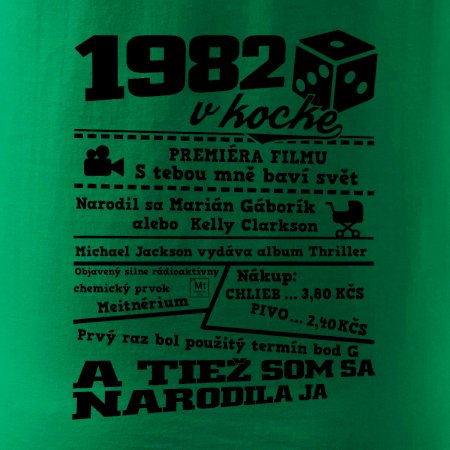 1982
v kocke
PREMIÉRA FILMU
S tebou mně baví svět
Narodil sa Marián Gáborík
alebo Kelly Clarkson
Michael Jackson vydáva album Thriller
Objavený silne rádioaktívny
chemický prvok
Meitnérium
Mt
Nákup:
CHLIEB ... 3,80 KČS
PIVO... 2,40 KČS
Prvý raz bol použitý termín bod G
A TIEŽ SOM SA
NARODILA JA